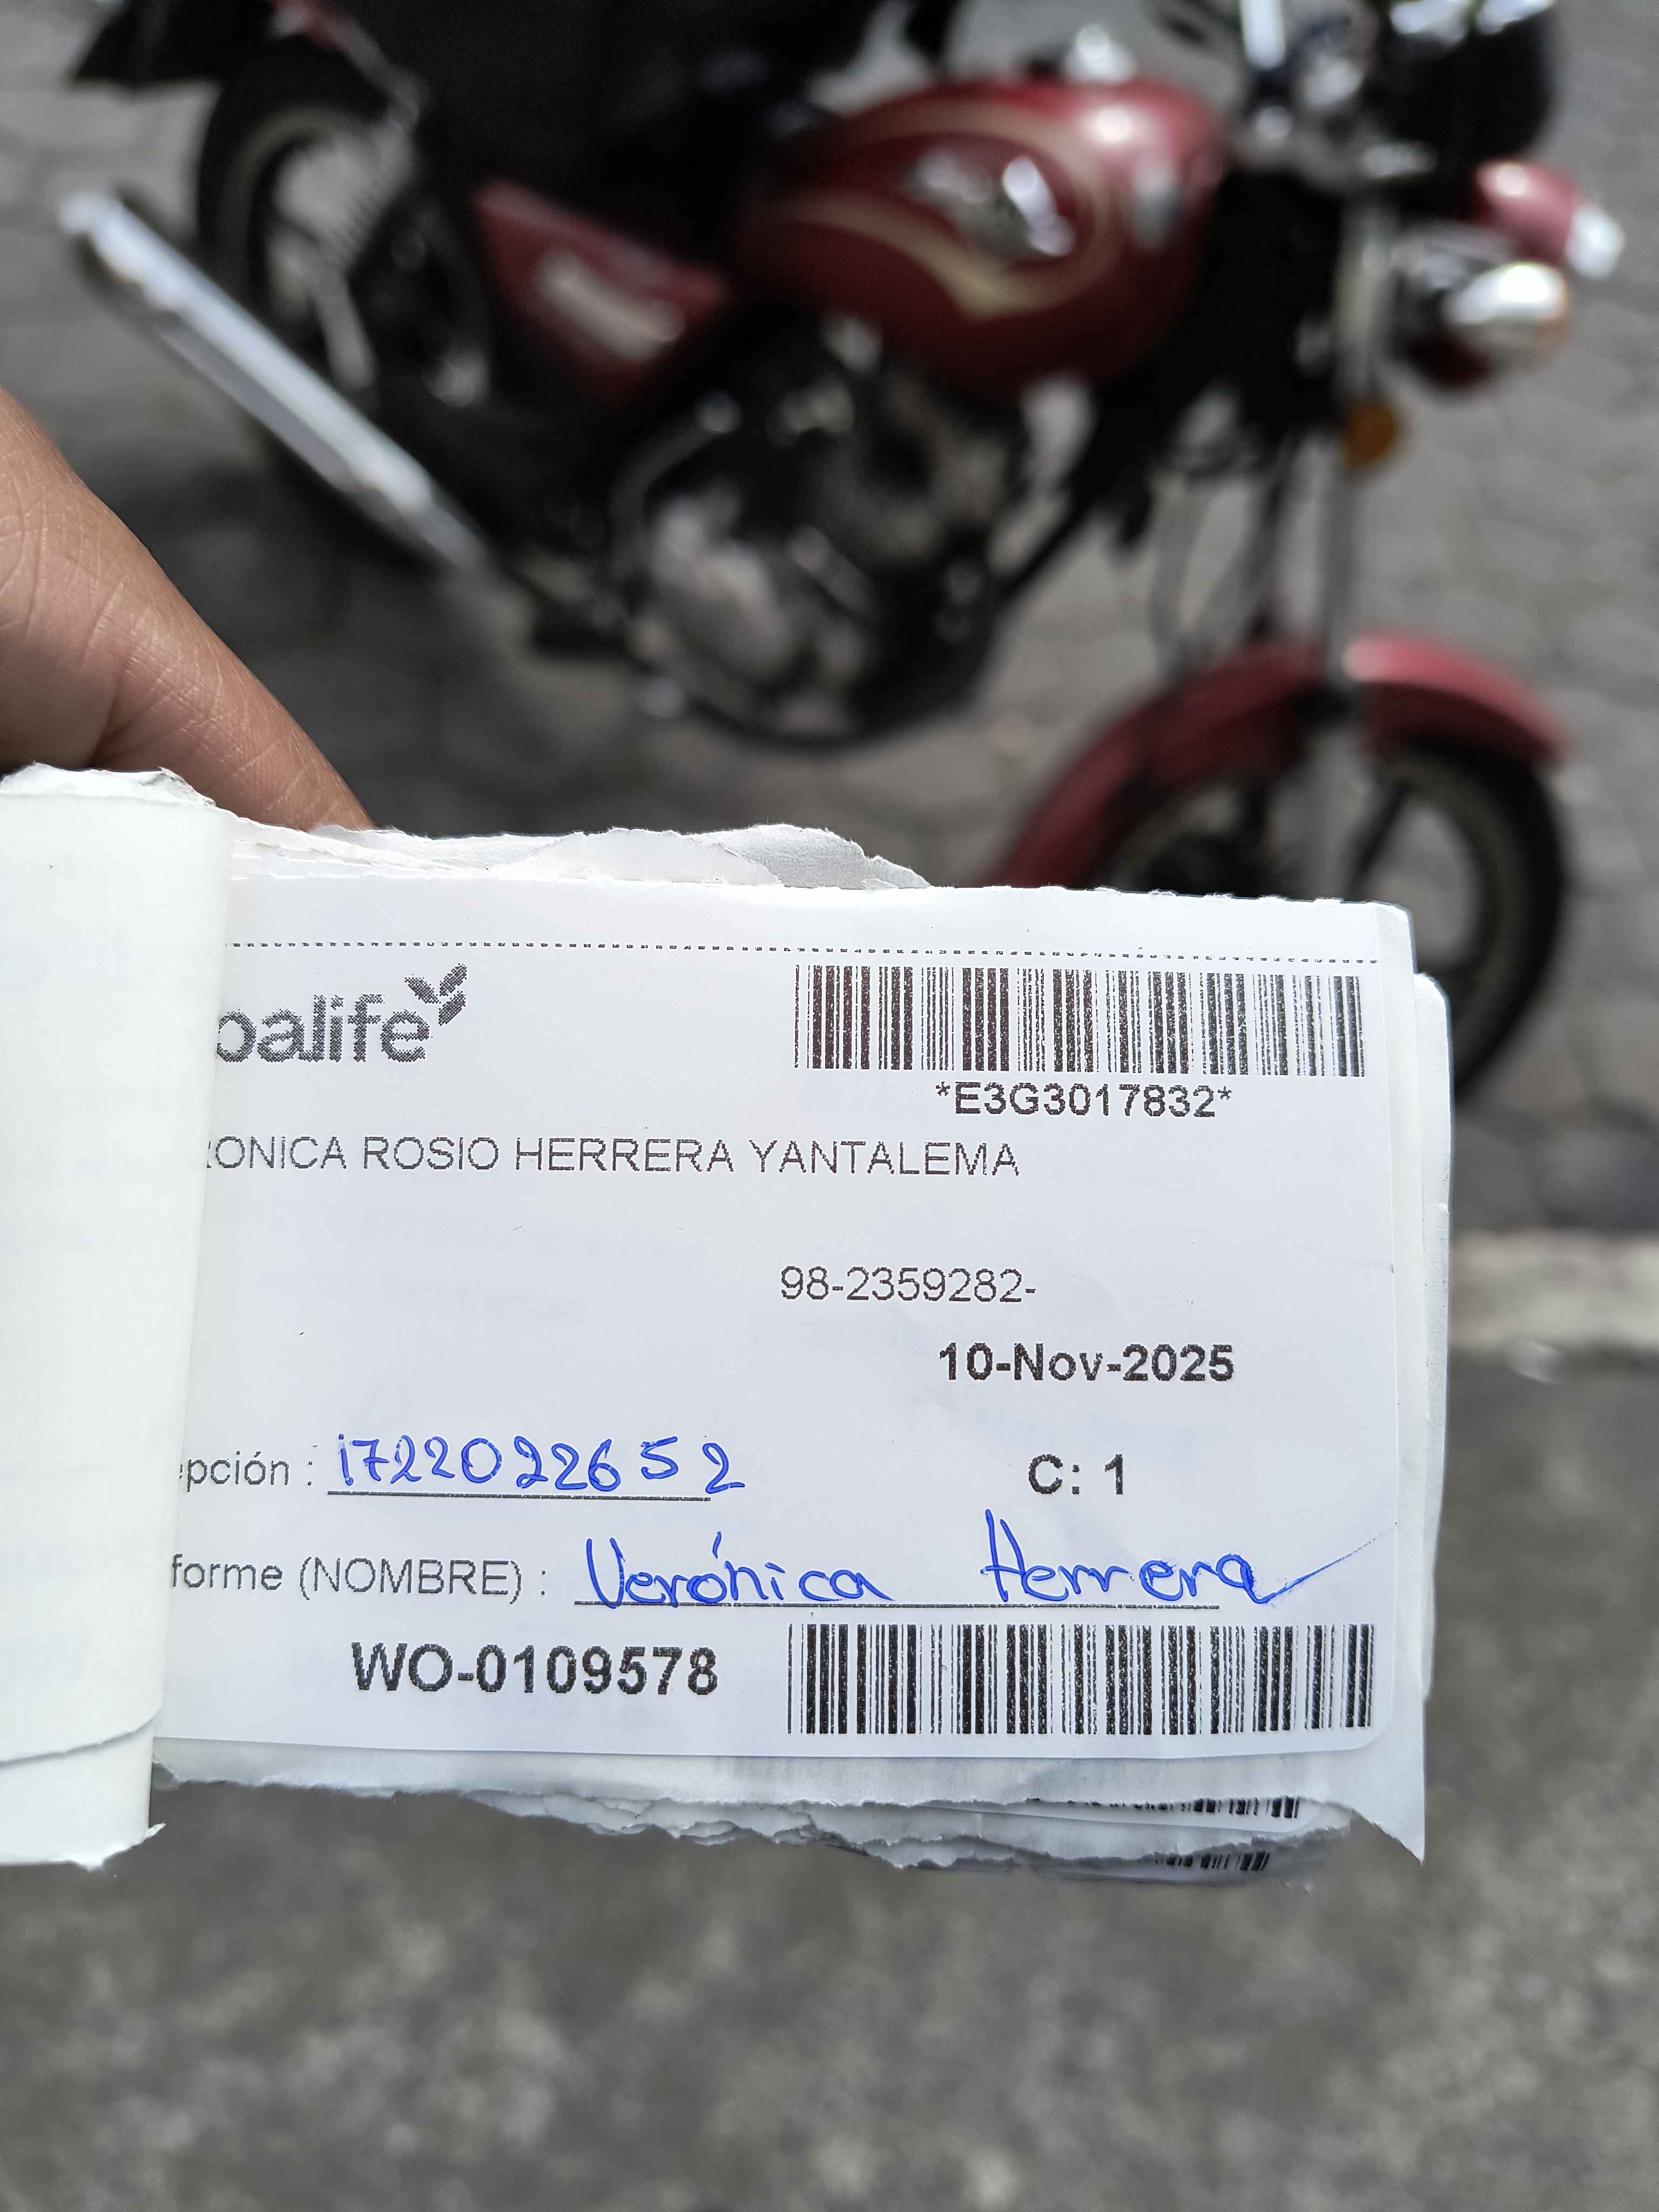 balife
*E3G3017832*
RONICA ROSIO HERRERA YANTALEMA
98-2359282-
10-Nov-2025
epción : 1722022652
C: 1
forme (NOMBRE) : Verónica Herrera
WO-0109578